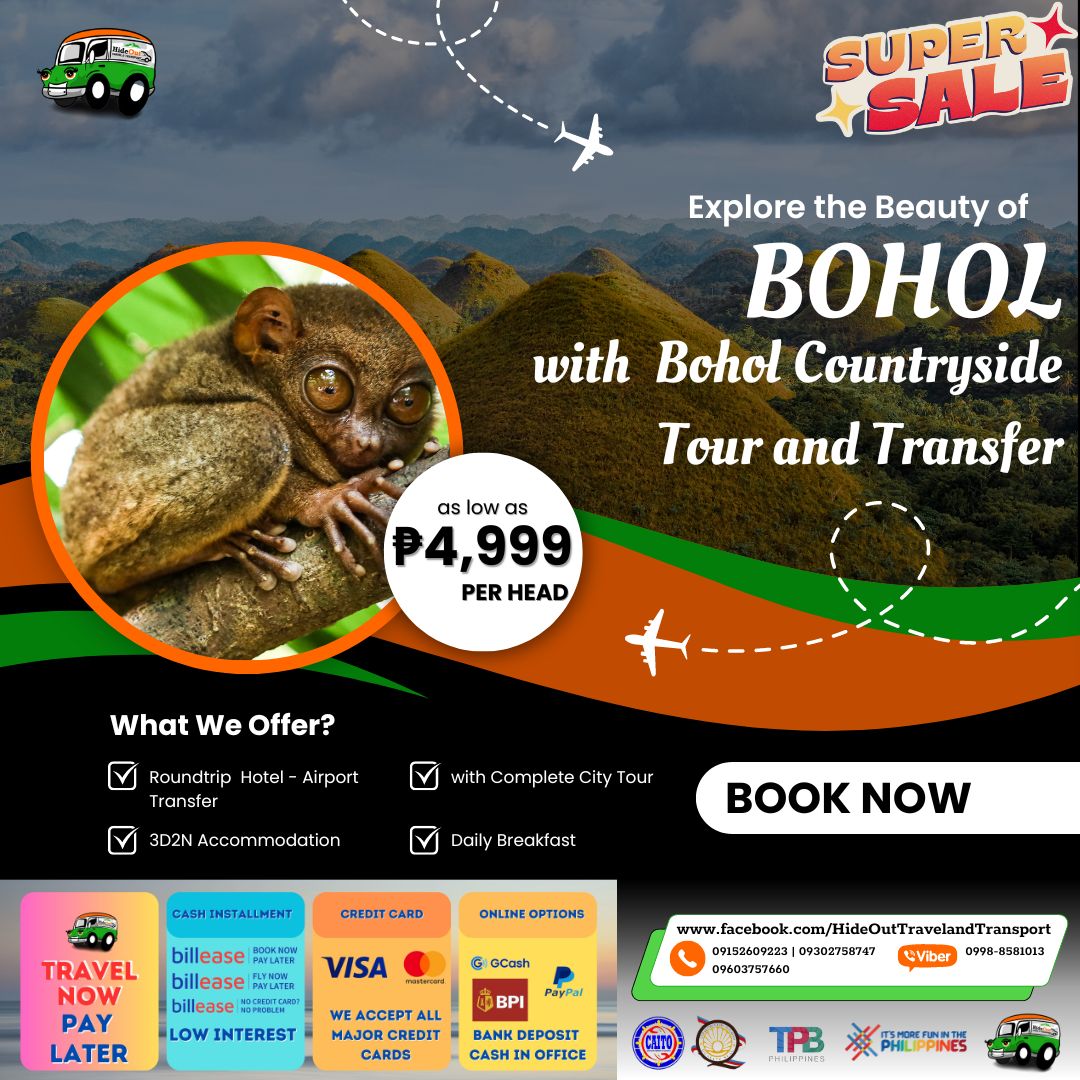 HideOut
SUPER
SALE
Explore the Beauty of
BOHOL
with Bohol Countryside
Tour and Transfer
as low as
₱4,999
PER HEAD
What We Offer?
Roundtrip Hotel - Airport
Transfer
with Complete City Tour
3D2N Accommodation
Daily Breakfast
BOOK NOW
TRAVEL
NOW
PAY
LATER
CASH INSTALLMENT
billease BOOK NOW
PAY LATER
billease FLY NOW
PAY LATER
billease NO CREDIT CARD?
NO PROBLEM
LOW INTEREST
CREDIT CARD
VISA mastercard
WE ACCEPT ALL
MAJOR CREDIT
CARDS
ONLINE OPTIONS
GCash
BPI
PayPal
BANK DEPOSIT
CASH IN OFFICE
www.facebook.com/HideOutTravelandTransport
09152609223 | 09302758747
09603757660
Viber 0998-8581013
CAITO
TPB
PHILIPPINES
IT'S MORE FUN IN THE
PHILIPPINES